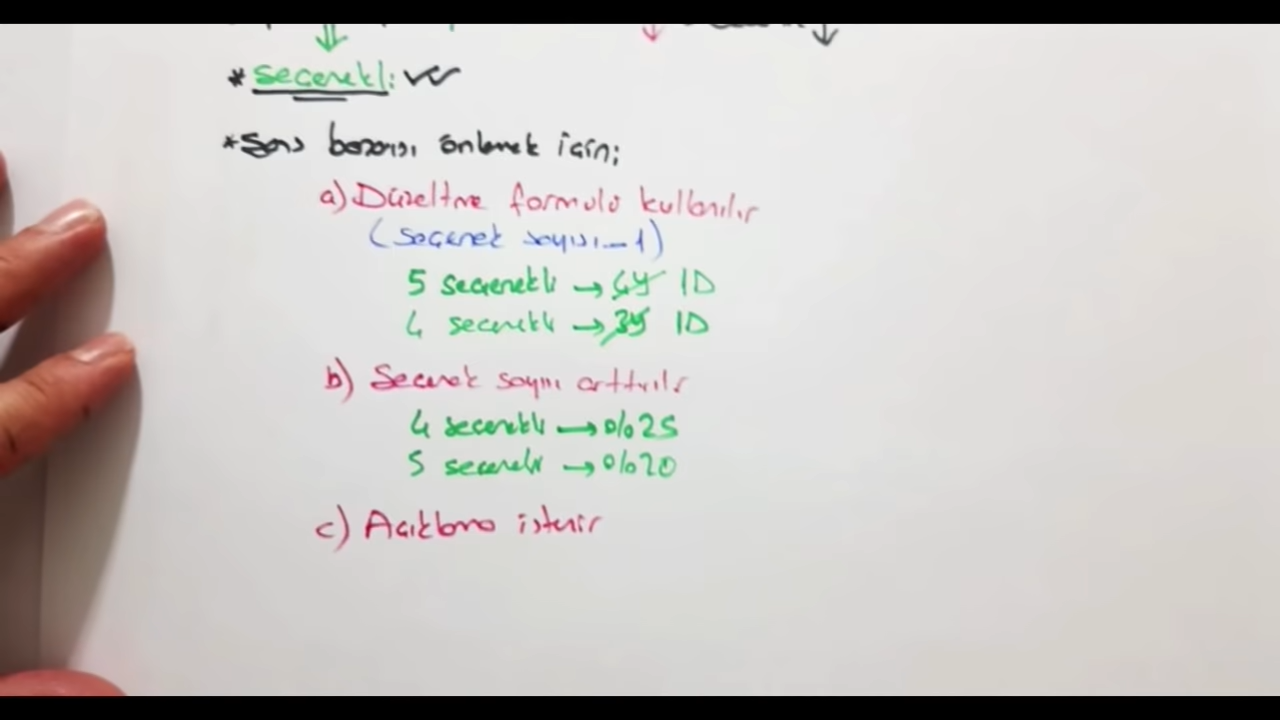 * Seçenekli:
* Şans başarısı önlemek için;
a) Düzeltme formülü kullanılır
(seçenek sayısı - 1)
5 seçenekli → 4Y 1D
4 seçenekli → 3Y 1D
b) Seçenek sayısı arttırılır
4 seçenekli → %25
5 seçenekli → %20
c) Açıklama istenir